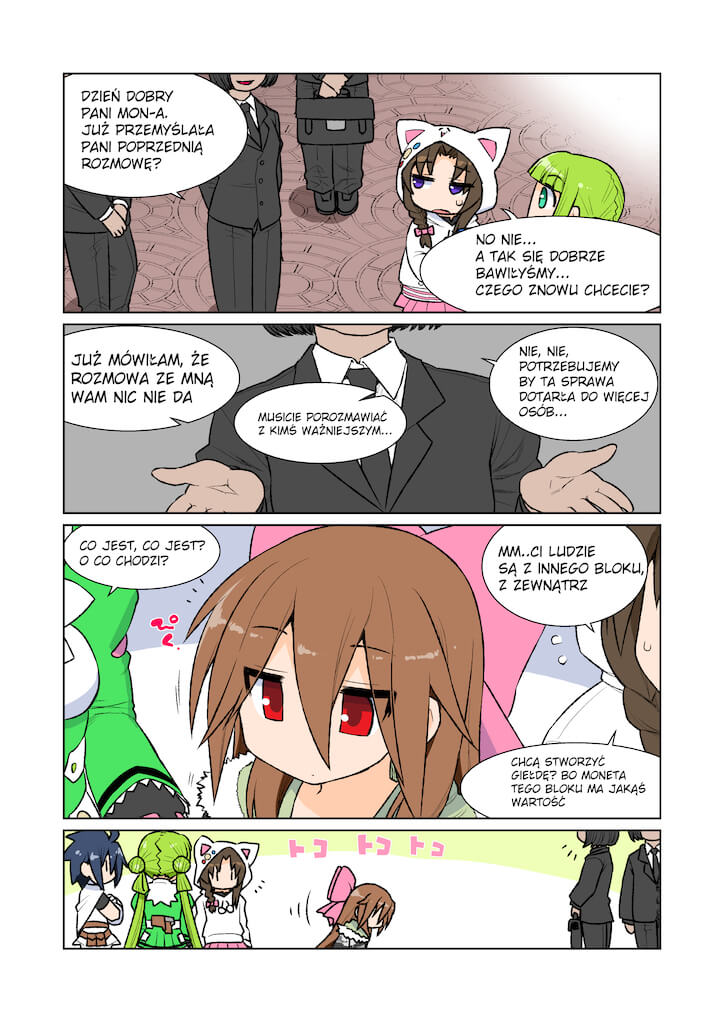 DZIEŃ DOBRY
PANI MON-A.
JUŻ PRZEMYŚLAŁA
PANI POPRZEDNIĄ
ROZMOWĘ?
NO NIE...
A TAK SIĘ DOBRZE
BAWIŁYŚMY...
CZEGO ZNOWU CHCECIE?
JUŻ MÓWIŁAM, ŻE
ROZMOWA ZE MNĄ
WAM NIC NIE DA
MUSICIE POROZMAWIAĆ
Z KIMŚ WAŻNIEJSZYM...
NIE, NIE,
POTRZEBUJEMY
BY TA SPRAWA
DOTARŁA DO WIĘCEJ
OSÓB...
CO JEST, CO JEST?
O CO CHODZI?
MM..CI LUDZIE
SĄ Z INNEGO BLOKU,
Z ZEWNĄTRZ
CHCĄ STWORZYĆ
GIEŁDĘ? BO MONETA
TEGO BLOKU MA JAKĄŚ
WARTOŚĆ
トコ トコ トコ